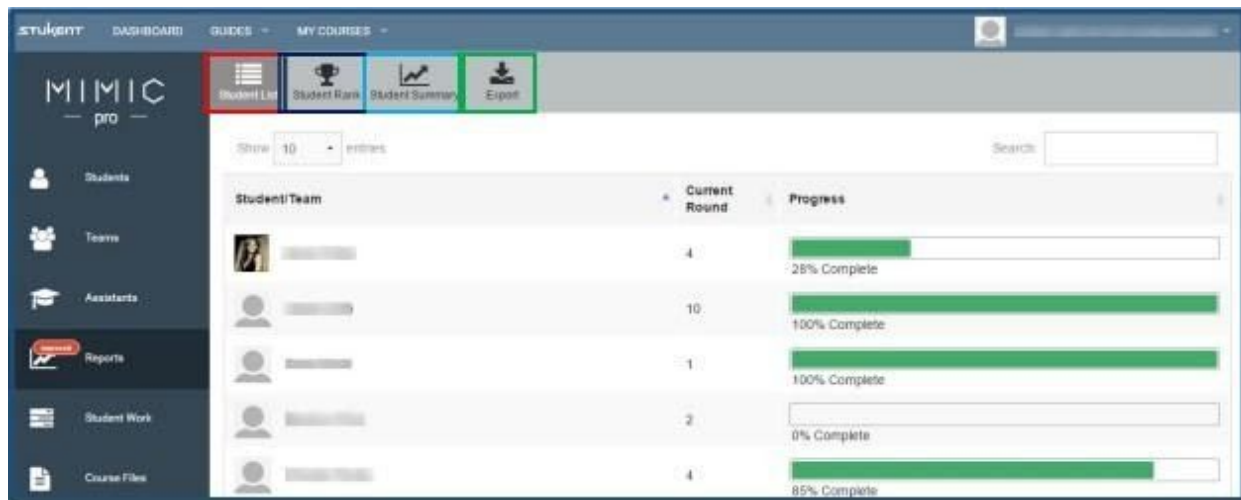 STUKENT DASHBOARD GUIDES MY COURSES
MIMIC
pro
Student List Student Rank Student Summary Export
Show 10 entries Search:
Students
Student/Team Current Round Progress
Teams
4 28% Complete
Assistants
10 100% Complete
Reports
1 100% Complete
Student Work
2 0% Complete
Course Files
4 85% Complete